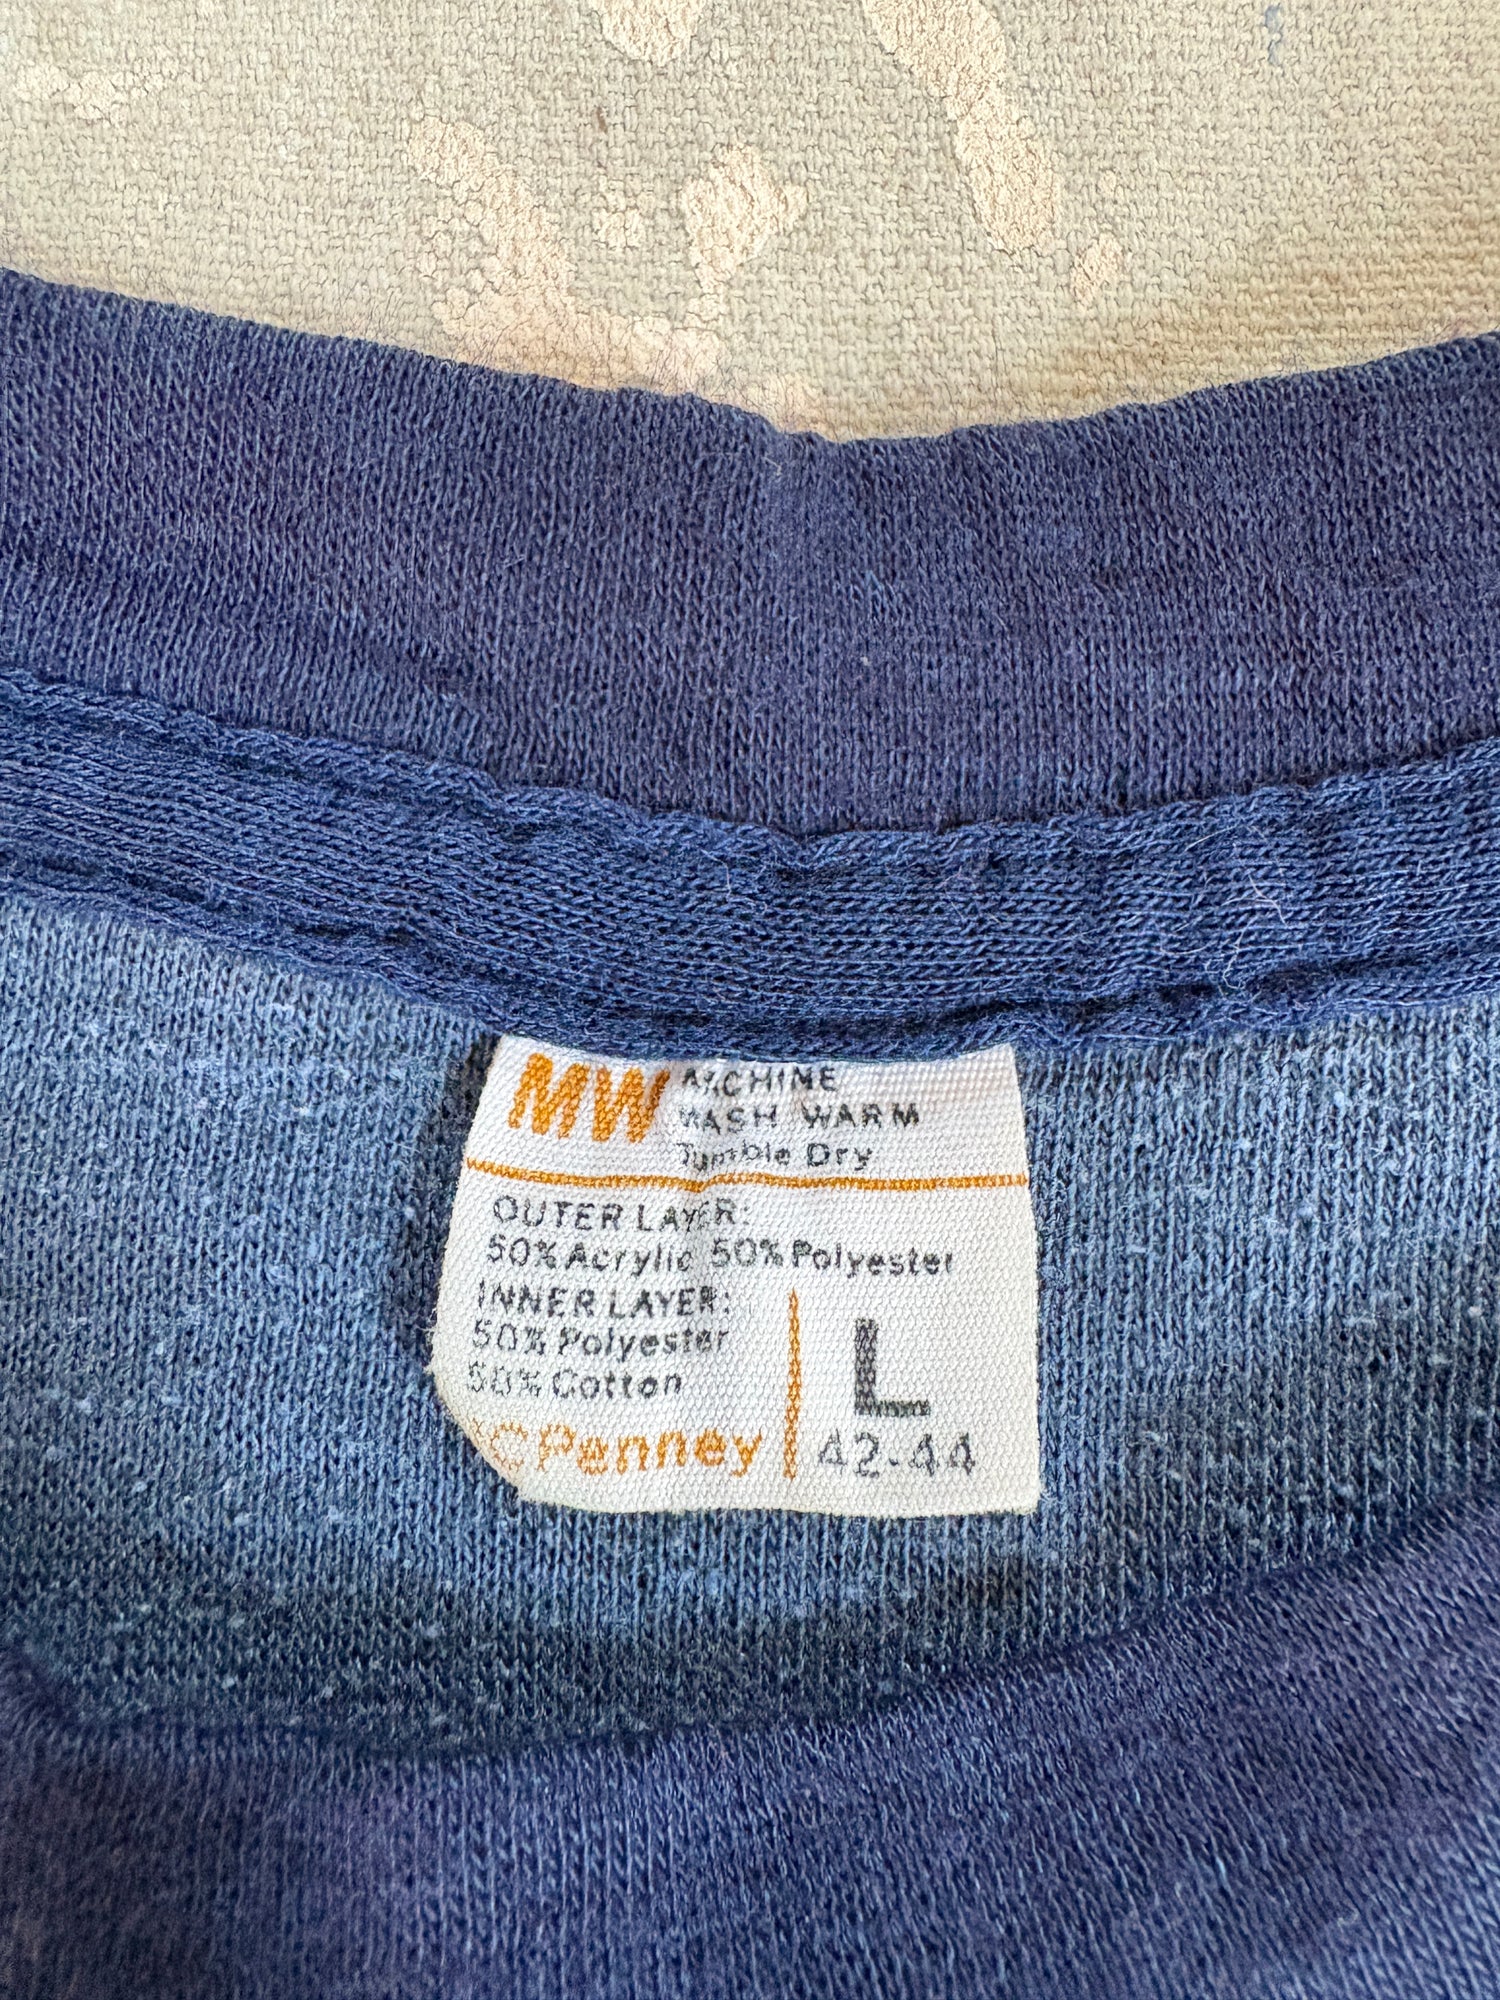 MW
MACHINE
WASH WARM
Tumble Dry
OUTER LAYER:
50% Acrylic 50% Polyester
INNER LAYER:
50% Polyester
50% Cotton
JCPenney
L
42-44